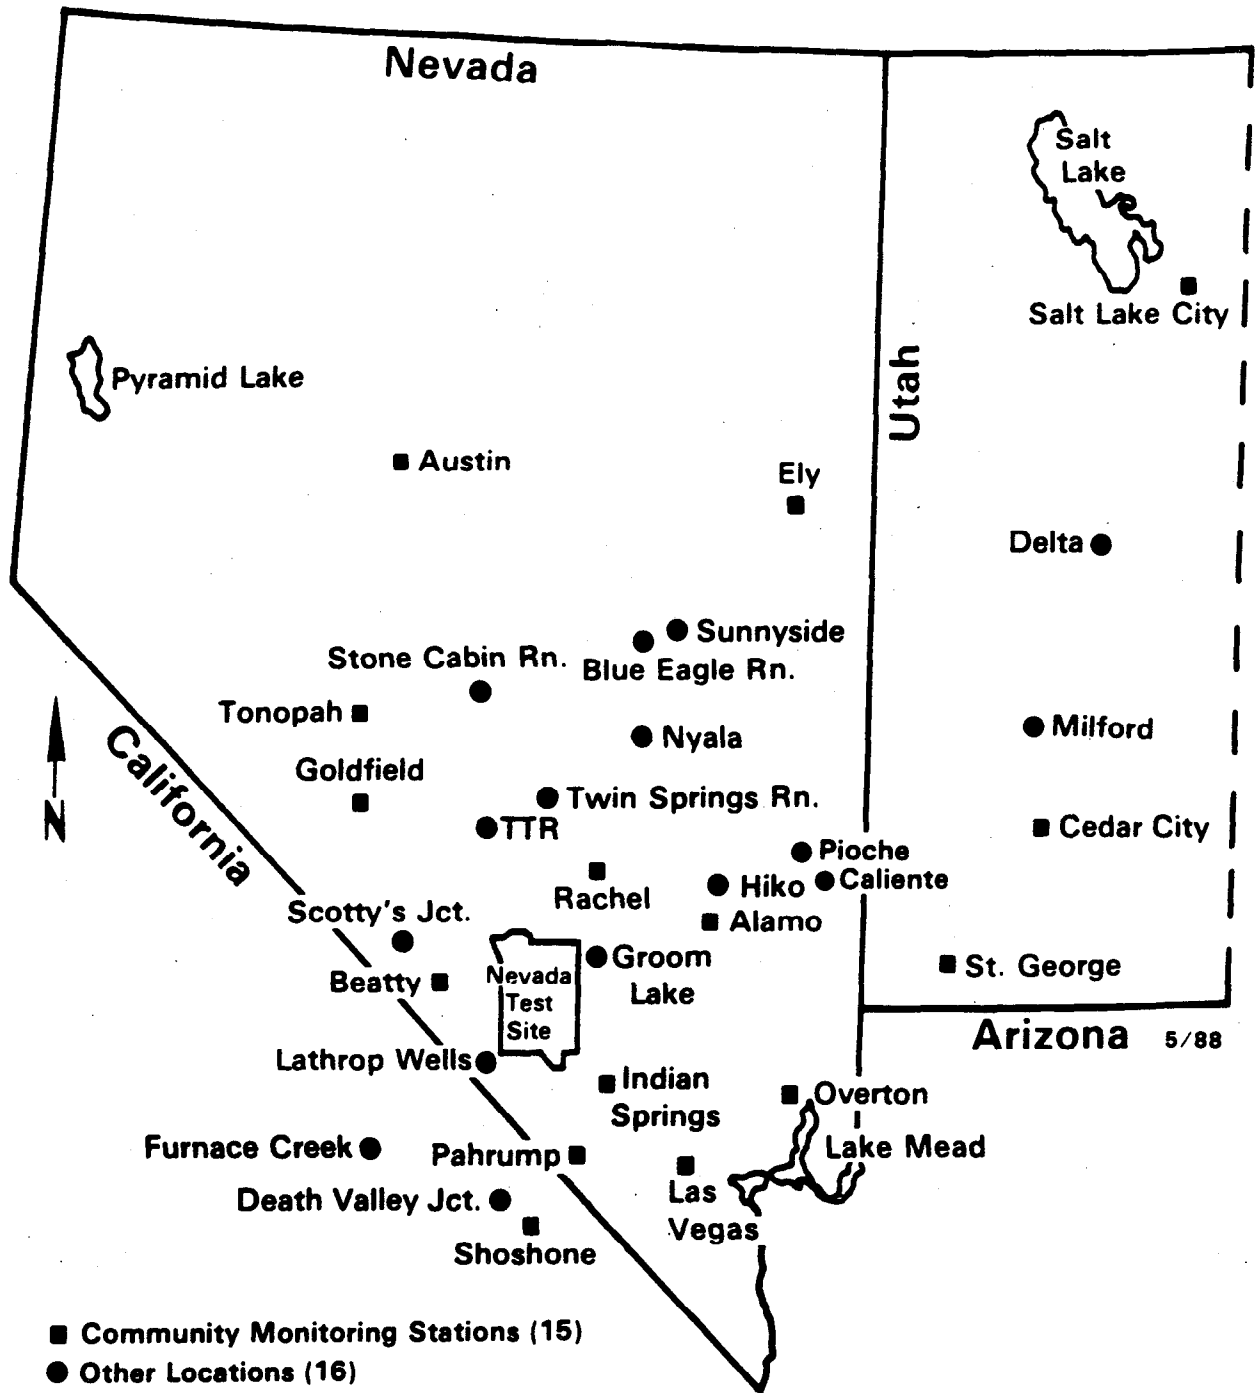 Nevada
Salt
Lake
Salt Lake City
Utah
Pyramid Lake
Austin
Ely
Delta
Sunnyside
Blue Eagle Rn.
Stone Cabin Rn.
Tonopah
Nyala
Milford
California
Goldfield
Twin Springs Rn.
TTR
Cedar City
N
Pioche
Caliente
Rachel
Hiko
Alamo
Scotty's Jct.
Beatty
Nevada
Test
Site
Groom
Lake
St. George
Arizona 5/88
Lathrop Wells
Indian
Springs
Overton
Lake Mead
Furnace Creek
Pahrump
Las
Vegas
Death Valley Jct.
Shoshone
Community Monitoring Stations (15)
Other Locations (16)